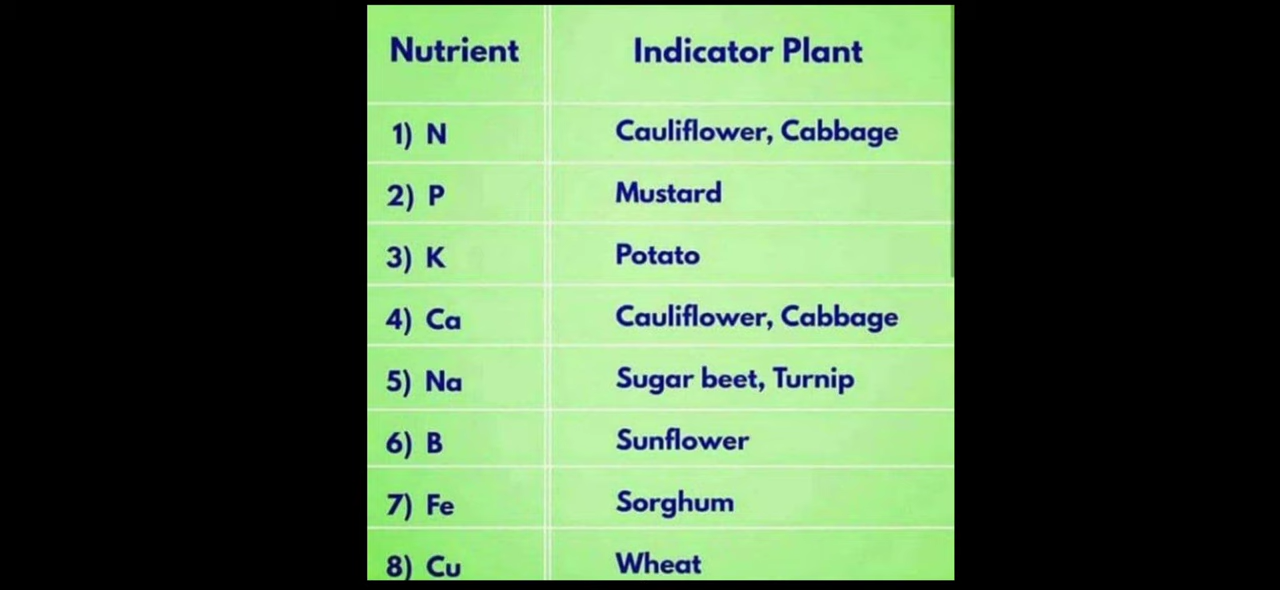 Nutrient Indicator Plant
1) N Cauliflower, Cabbage
2) P Mustard
3) K Potato
4) Ca Cauliflower, Cabbage
5) Na Sugar beet, Turnip
6) B Sunflower
7) Fe Sorghum
8) Cu Wheat